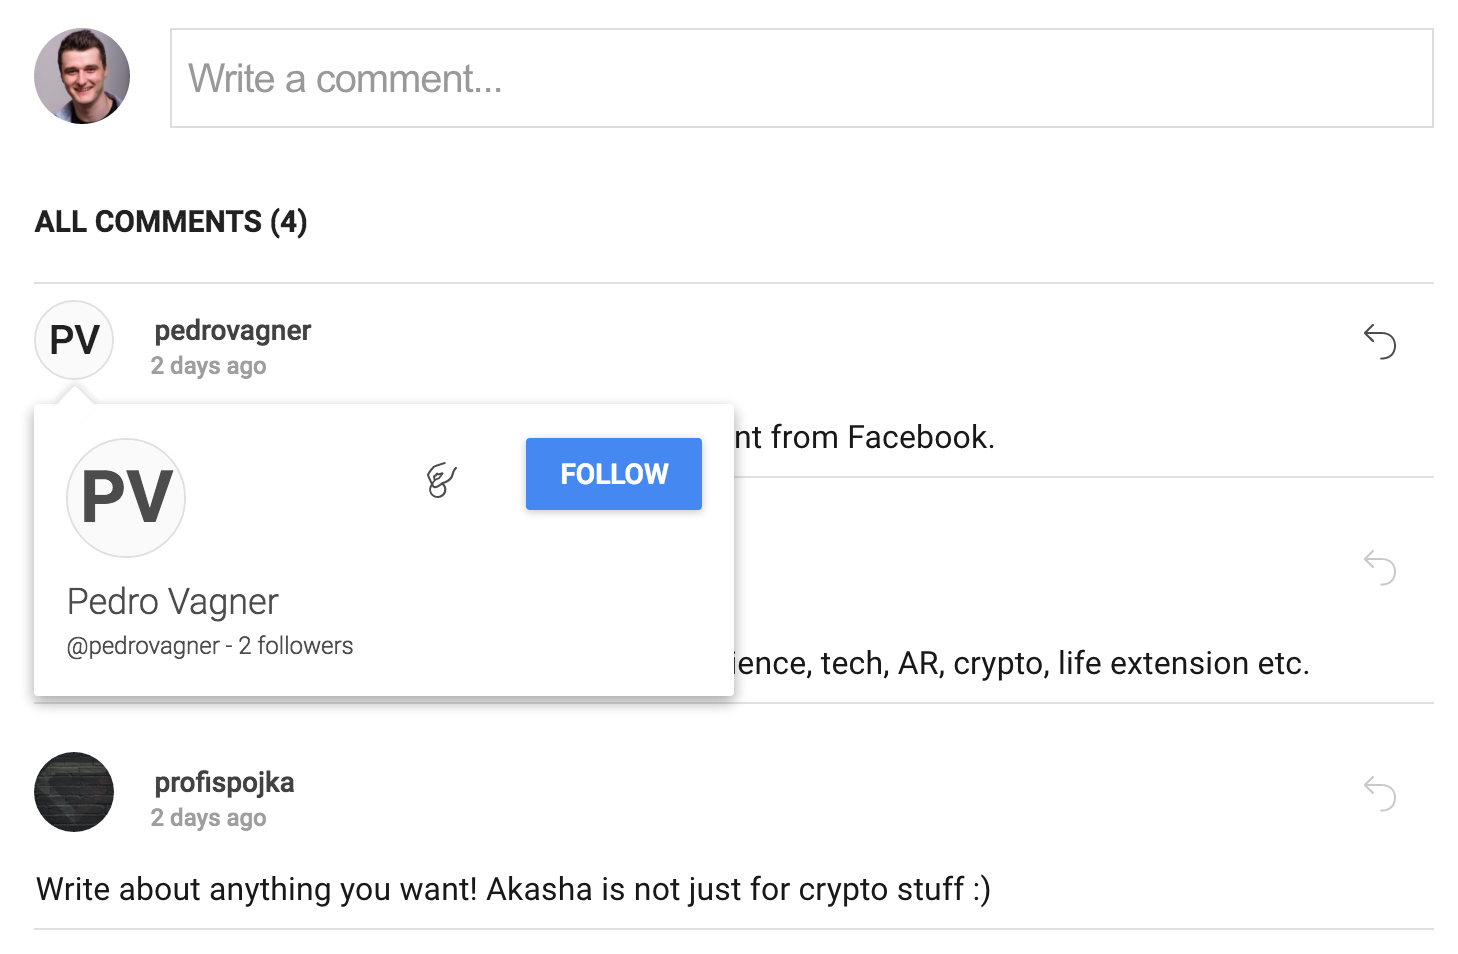 Write a comment...
ALL COMMENTS (4)
PV
pedrovagner
2 days ago
nt from Facebook.
PV
FOLLOW
Pedro Vagner
@pedrovagner - 2 followers
ience, tech, AR, crypto, life extension etc.
profispojka
2 days ago
Write about anything you want! Akasha is not just for crypto stuff :)